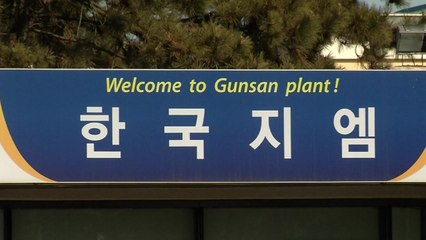 Welcome to Gunsan plant!
한국지엠